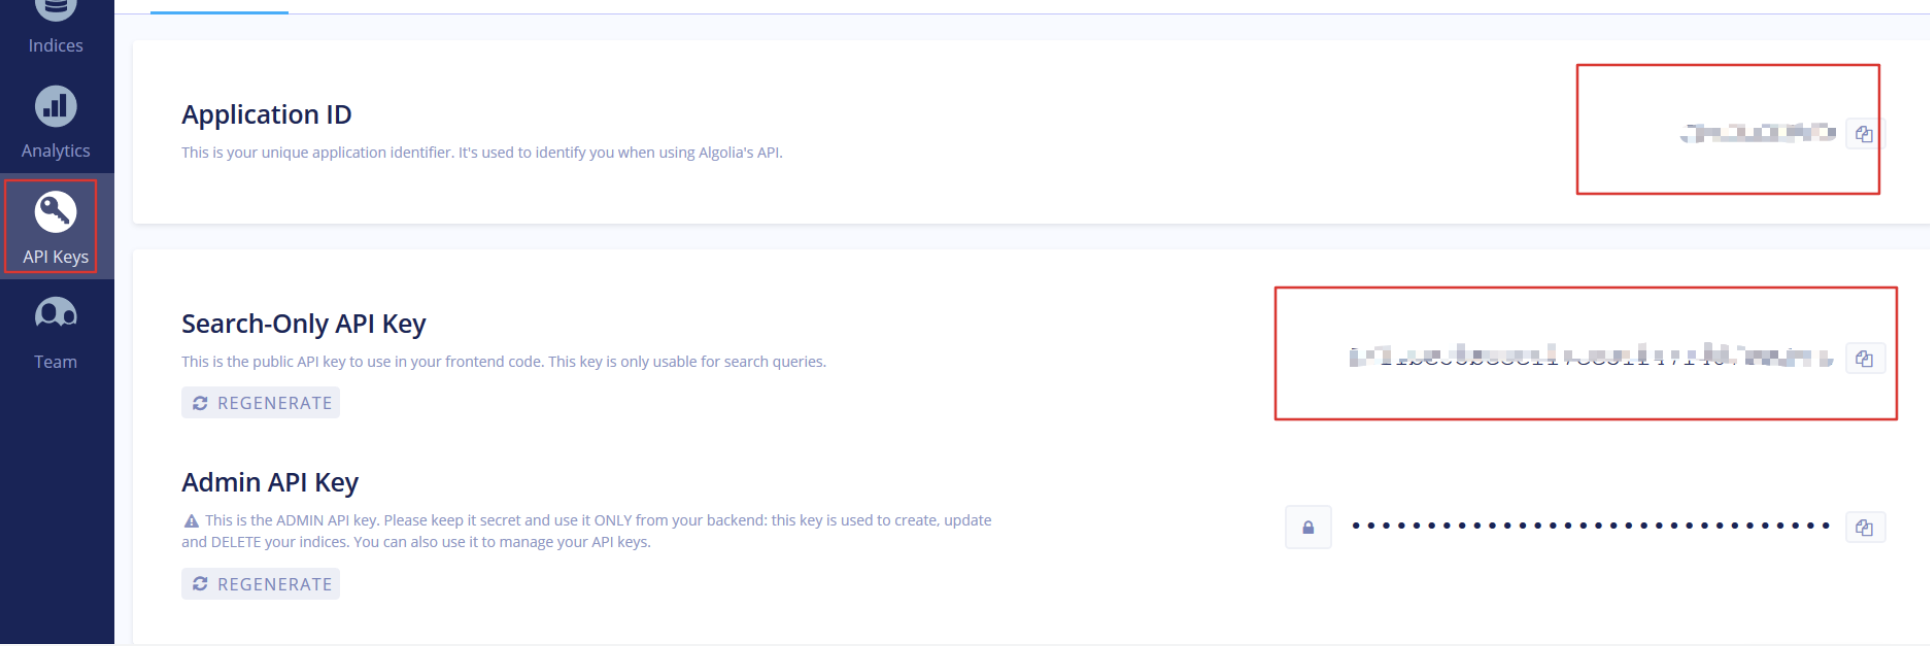 Indices
Analytics
API Keys
Team
Application ID
This is your unique application identifier. It's used to identify you when using Algolia's API.
Search-Only API Key
This is the public API key to use in your frontend code. This key is only usable for search queries.
REGENERATE
Admin API Key
This is the ADMIN API key. Please keep it secret and use it ONLY from your backend: this key is used to create, update
and DELETE your indices. You can also use it to manage your API keys.
REGENERATE